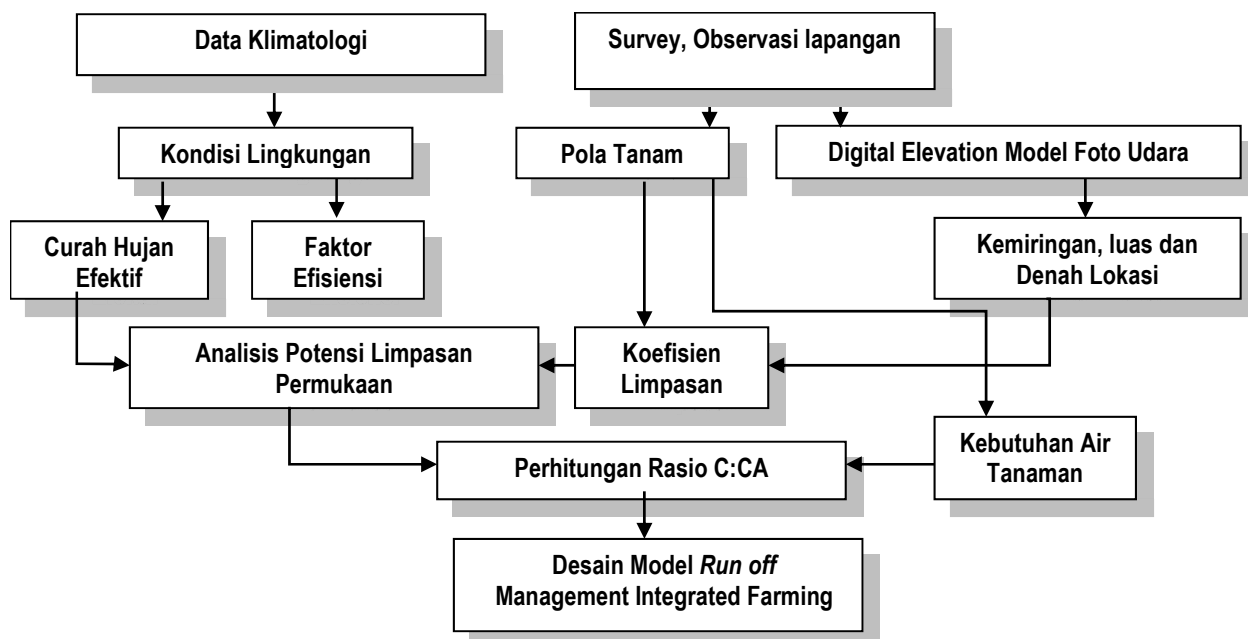 Data Klimatologi
Survey, Observasi lapangan
Kondisi Lingkungan
Pola Tanam
Digital Elevation Model Foto Udara
Curah Hujan
Efektif
Faktor
Efisiensi
Kemiringan, luas dan
Denah Lokasi
Analisis Potensi Limpasan
Permukaan
Koefisien
Limpasan
Kebutuhan Air
Tanaman
Perhitungan Rasio C:CA
Desain Model Run off
Management Integrated Farming